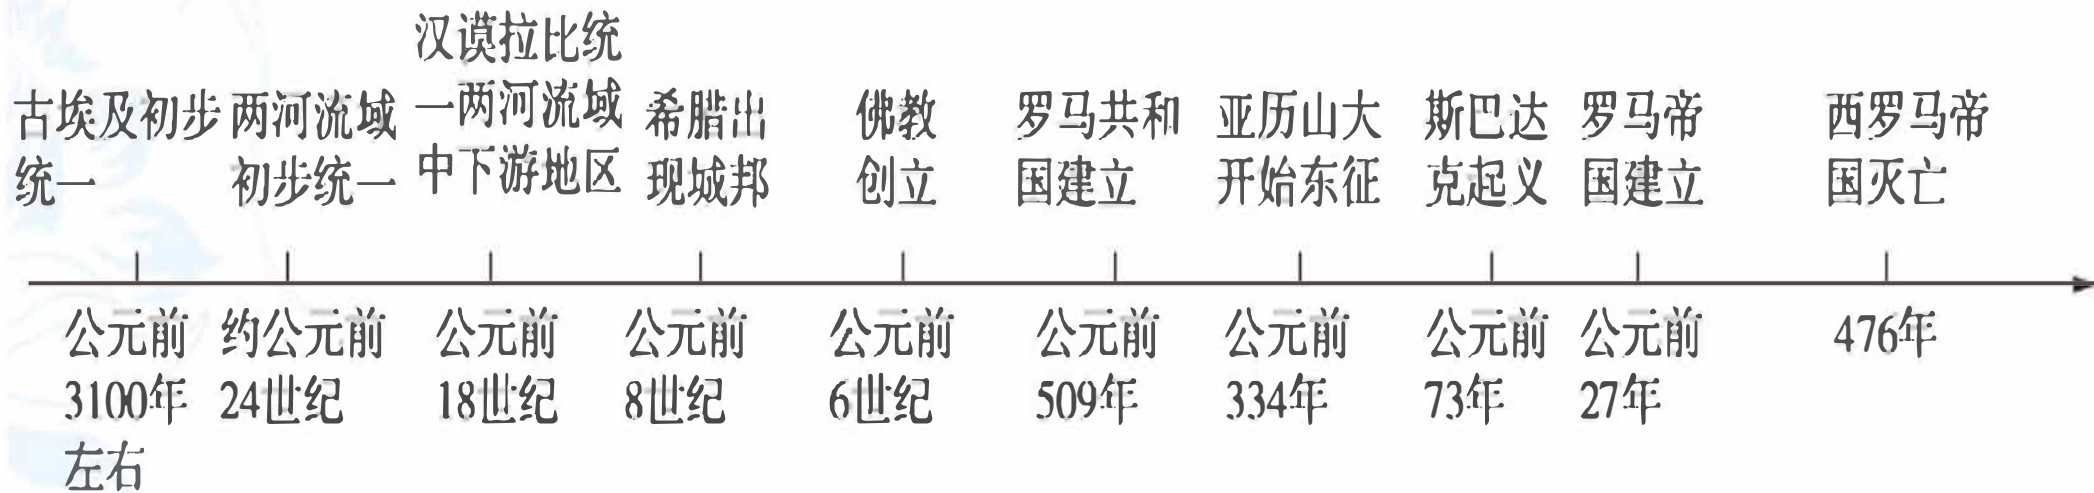 古埃及初步
统一
两河流域
初步统一
汉谟拉比统
一两河流域
中下游地区
希腊出
现城邦
佛教
创立
罗马共和
国建立
亚历山大
开始东征
斯巴达
克起义
罗马帝
国建立
西罗马帝
国灭亡
公元前
3100年
左右
约公元前
24世纪
公元前
18世纪
公元前
8世纪
公元前
6世纪
公元前
509年
公元前
334年
公元前
73年
公元前
27年
476年